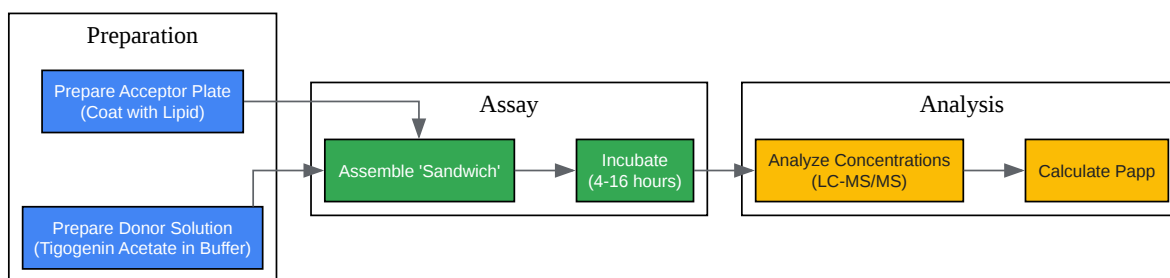 Preparation
Prepare Acceptor Plate
(Coat with Lipid)
Prepare Donor Solution
(Tigogenin Acetate in Buffer)
Assay
Assemble 'Sandwich'
Incubate
(4-16 hours)
Analysis
Analyze Concentrations
(LC-MS/MS)
Calculate Papp